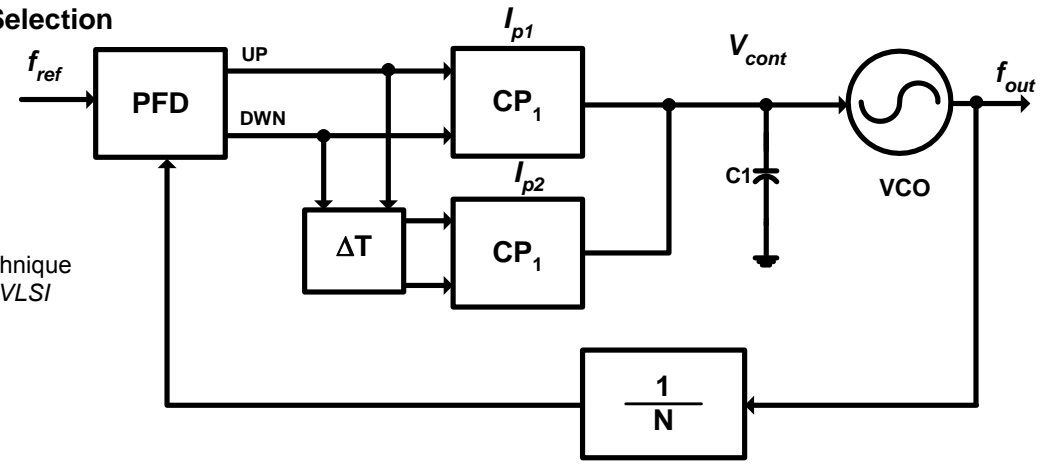 Selection
I_p1
f_ref
UP
V_cont
f_out
PFD
CP_1
DWN
I_p2
C1
VCO
ΔT
CP_1
hnique
VLSI
1
N